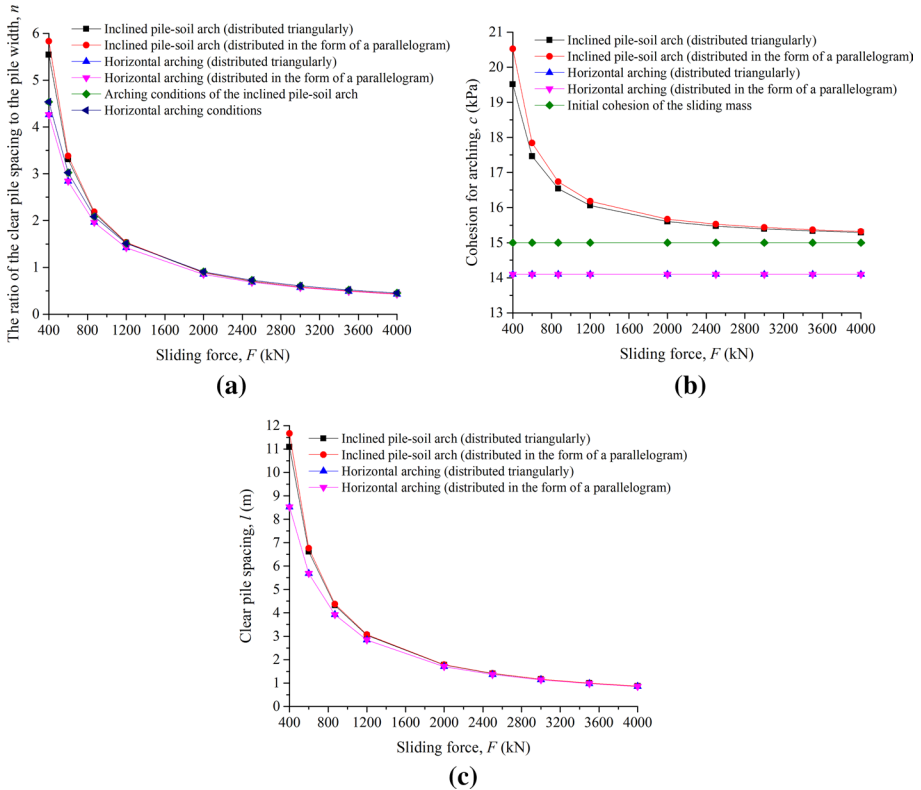 (a)
The ratio of the clear pile spacing to the pile width, n
6
5
4
3
2
1
0
Inclined pile-soil arch (distributed triangularly)
Inclined pile-soil arch (distributed in the form of a parallelogram)
Horizontal arching (distributed triangularly)
Horizontal arching (distributed in the form of a parallelogram)
Arching conditions of the inclined pile-soil arch
Horizontal arching conditions
400 800 1200 1600 2000 2400 2800 3200 3600 4000
Sliding force, F (kN)
(b)
Cohesion for arching, c (kPa)
21
20
19
18
17
16
15
14
13
Inclined pile-soil arch (distributed triangularly)
Inclined pile-soil arch (distributed in the form of a parallelogram)
Horizontal arching (distributed triangularly)
Horizontal arching (distributed in the form of a parallelogram)
Initial cohesion of the sliding mass
400 800 1200 1600 2000 2400 2800 3200 3600 4000
Sliding force, F (kN)
Clear pile spacing, l (m)
12
11
10
9
8
7
6
5
4
3
2
1
0
Inclined pile-soil arch (distributed triangularly)
Inclined pile-soil arch (distributed in the form of a parallelogram)
Horizontal arching (distributed triangularly)
Horizontal arching (distributed in the form of a parallelogram)
400 800 1200 1600 2000 2400 2800 3200 3600 4000
Sliding force, F (kN)
(c)